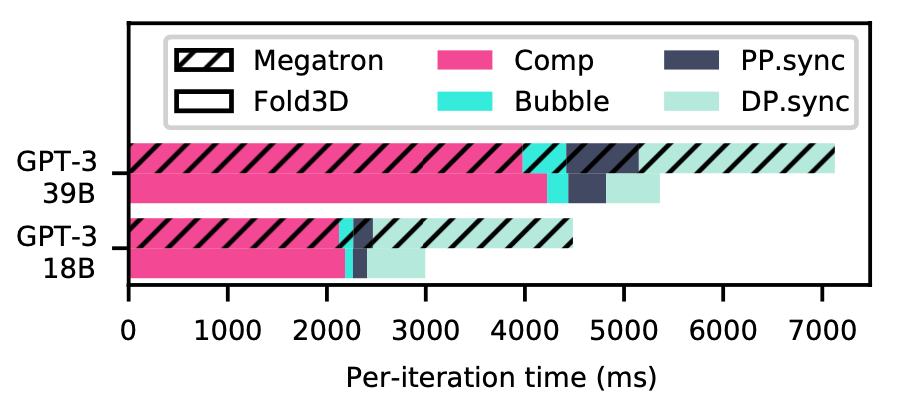 Megatron Comp PP.sync
Fold3D Bubble DP.sync
GPT-3
39B
GPT-3
18B
0 1000 2000 3000 4000 5000 6000 7000
Per-iteration time (ms)